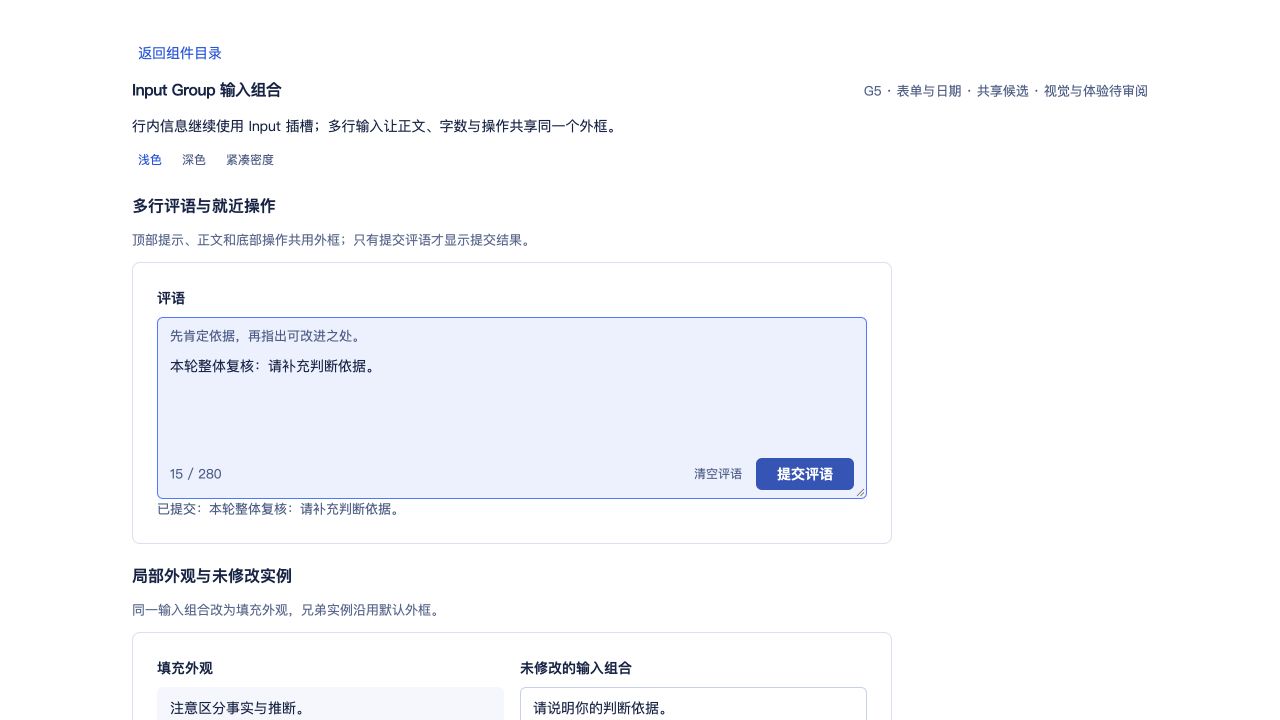 返回组件目录
Input Group 输入组合
G5 · 表单与日期 · 共享候选 · 视觉与体验待审阅
行内信息继续使用 Input 插槽；多行输入让正文、字数与操作共享同一个外框。
浅色 深色 紧凑密度
多行评语与就近操作
顶部提示、正文和底部操作共用外框；只有提交评语才显示提交结果。
评语
先肯定依据，再指出可改进之处。
本轮整体复核：请补充判断依据。
15 / 280 清空评语 提交评语
已提交：本轮整体复核：请补充判断依据。
局部外观与未修改实例
同一输入组合改为填充外观，兄弟实例沿用默认外框。
填充外观 未修改的输入组合
注意区分事实与推断。 请说明你的判断依据。